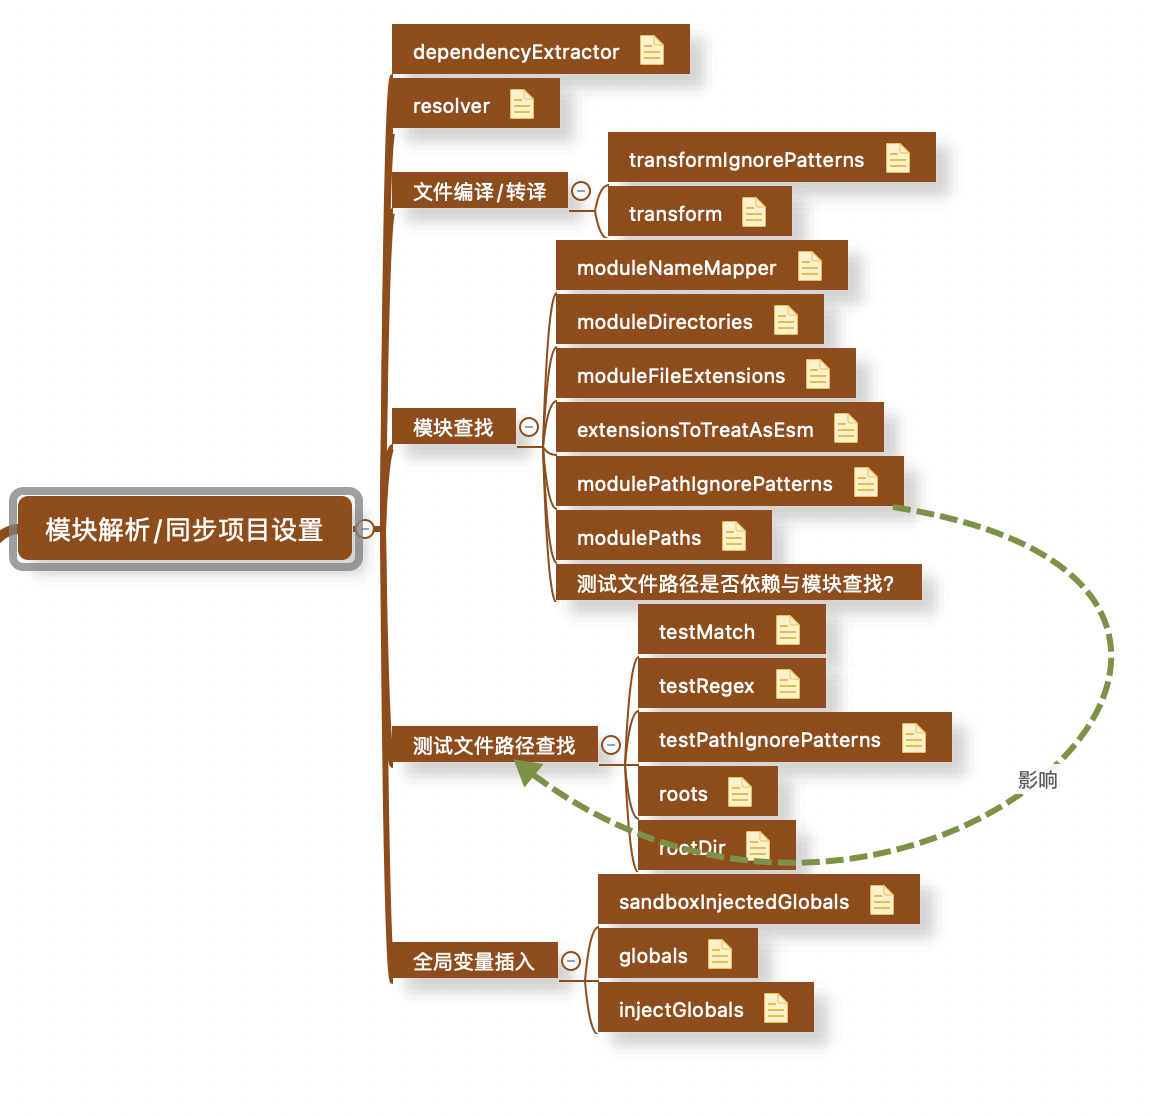 dependencyExtractor
resolver
文件编译/转译
transformIgnorePatterns
transform
模块查找
moduleNameMapper
moduleDirectories
moduleFileExtensions
extensionsToTreatAsEsm
modulePathIgnorePatterns
modulePaths
测试文件路径是否依赖与模块查找?
模块解析/同步项目设置
测试文件路径查找
testMatch
testRegex
testPathIgnorePatterns
roots
rootDir
影响
全局变量插入
sandboxInjectedGlobals
globals
injectGlobals